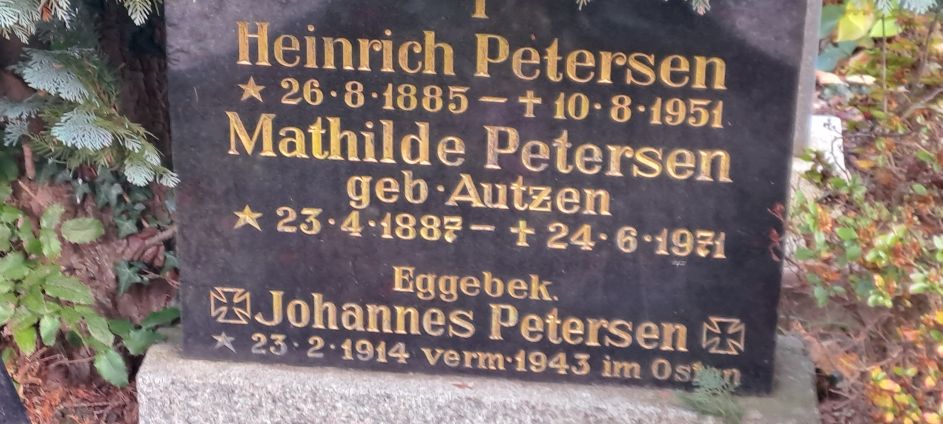 Heinrich Petersen
26·8·1885 – † 10·8·1951
Mathilde Petersen
geb·Autzen
23·4·1887 – † 24·6·1971
Eggebek.
Johannes Petersen
23·2·1914 verm·1943 im Osten